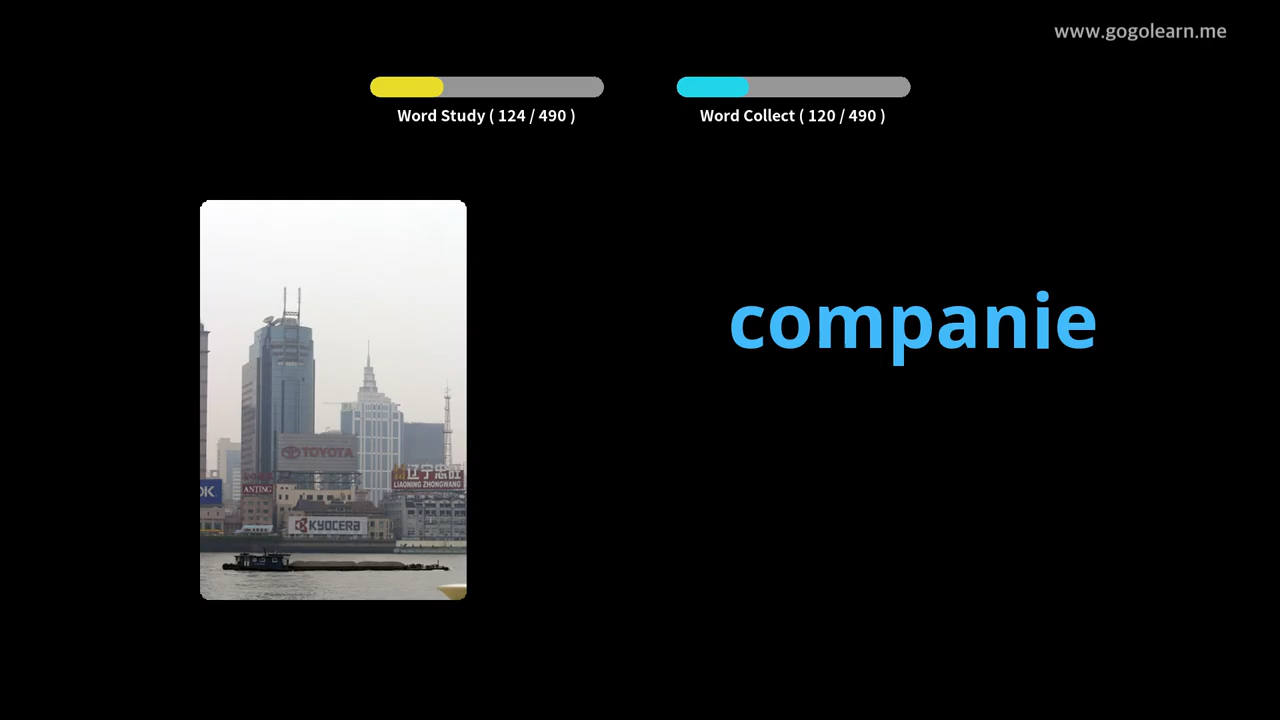 www.gogolearn.me
Word Study ( 124 / 490 )
Word Collect ( 120 / 490 )
companie
TOYOTA
辽宁忠旺
LIAONING ZHONGWANG
ANTING
OK
KYOCERA